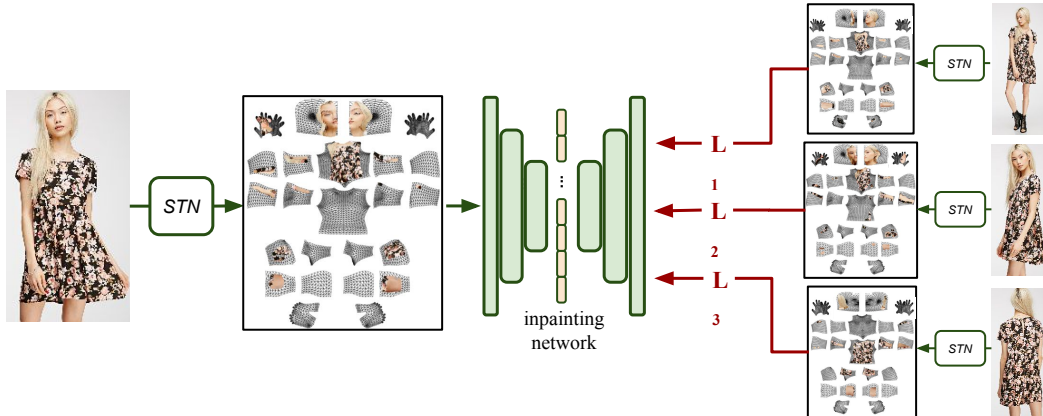 STN
inpainting
network
...
L
1
L
2
L
3
STN
STN
STN